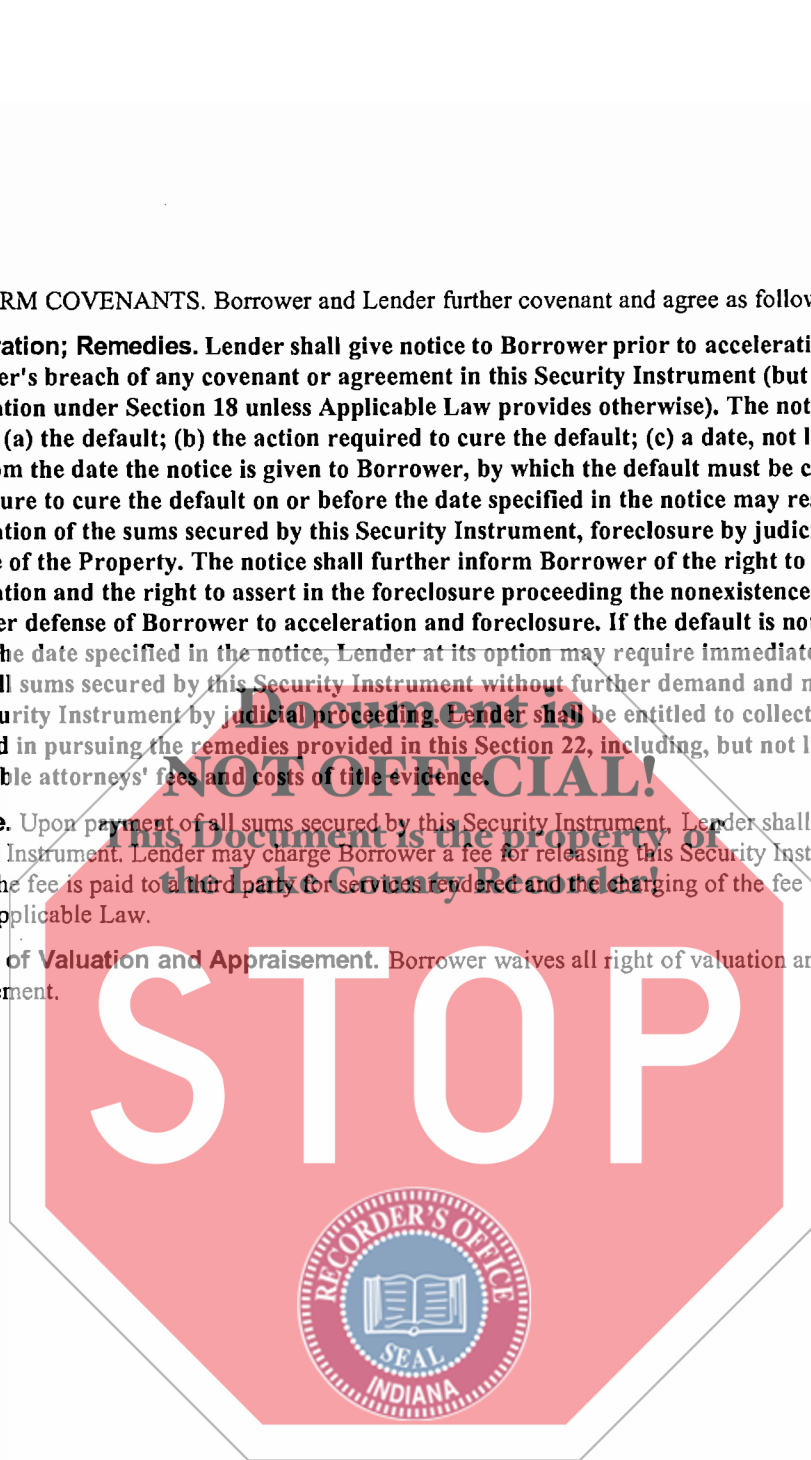 RM COVENANTS. Borrower and Lender further covenant and agree as follov
ation; Remedies. Lender shall give notice to Borrower prior to accelerati
er's breach of any covenant or agreement in this Security Instrument (but
ation under Section 18 unless Applicable Law provides otherwise). The not
(a) the default; (b) the action required to cure the default; (c) a date, not l
om the date the notice is given to Borrower, by which the default must be c
ure to cure the default on or before the date specified in the notice may re
ation of the sums secured by this Security Instrument, foreclosure by judic
e of the Property. The notice shall further inform Borrower of the right to
ation and the right to assert in the foreclosure proceeding the nonexistence
er defense of Borrower to acceleration and foreclosure. If the default is no
he date specified in the notice, Lender at its option may require immediat
ll sums secured by this Security Instrument without further demand and n
urity Instrument by judicial proceeding. Lender shall be entitled to collect
d in pursuing the remedies provided in this Section 22, including, but not l
ble attorneys' fees and costs of title evidence.
Document is
NOT OFFICIAL!
This Document is the property of
the Lake County Recorder!
e. Upon payment of all sums secured by this Security Instrument, Lender shall
Instrument. Lender may charge Borrower a fee for releasing this Security Inst
he fee is paid to a third party for services rendered and the charging of the fee
pplicable Law.
of Valuation and Appraisement. Borrower waives all right of valuation an
ement.
STOP
RECORDER'S OFFICE
SEAL
INDIANA